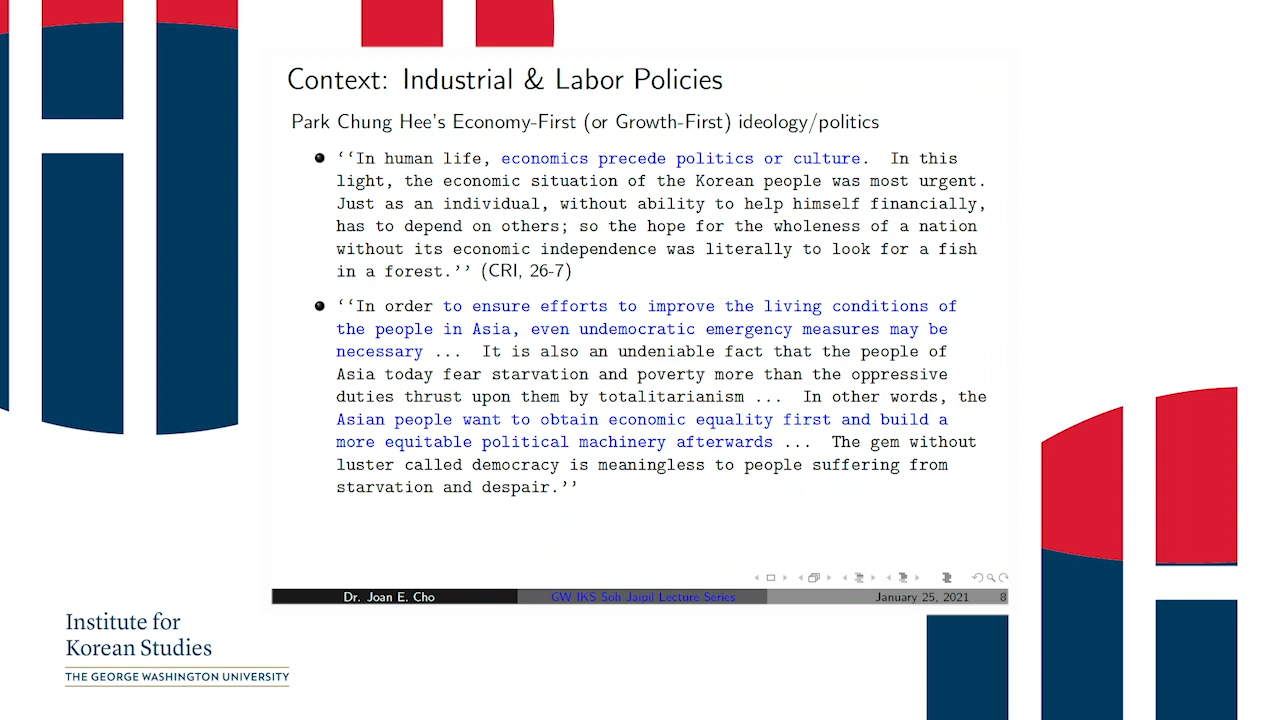 Context: Industrial & Labor Policies
Park Chung Hee's Economy-First (or Growth-First) ideology/politics
‘‘In human life, economics precede politics or culture. In this
light, the economic situation of the Korean people was most urgent.
Just as an individual, without ability to help himself financially,
has to depend on others; so the hope for the wholeness of a nation
without its economic independence was literally to look for a fish
in a forest.’’ (CRI, 26-7)
‘‘In order to ensure efforts to improve the living conditions of
the people in Asia, even undemocratic emergency measures may be
necessary ... It is also an undeniable fact that the people of
Asia today fear starvation and poverty more than the oppressive
duties thrust upon them by totalitarianism ... In other words, the
Asian people want to obtain economic equality first and build a
more equitable political machinery afterwards ... The gem without
luster called democracy is meaningless to people suffering from
starvation and despair.’’
Dr. Joan E. Cho GW IKS Soh Jaipil Lecture Series January 25, 2021 8
Institute for
Korean Studies
THE GEORGE WASHINGTON UNIVERSITY